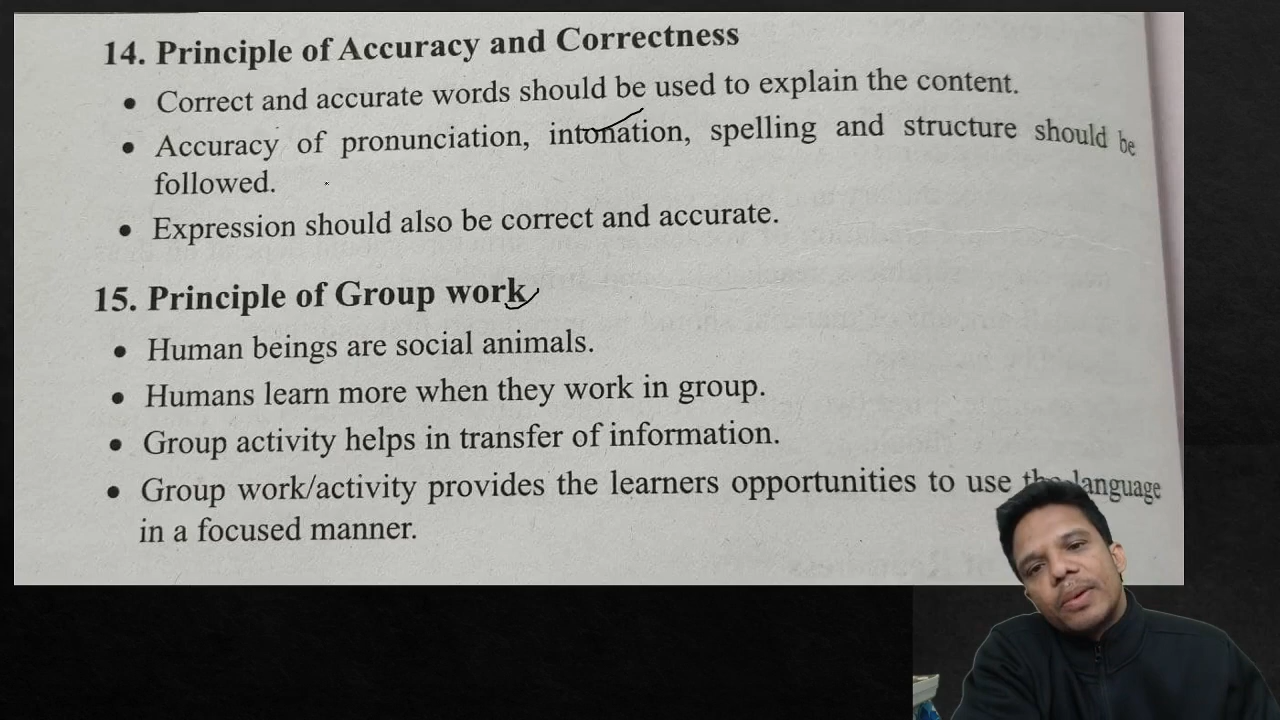 14. Principle of Accuracy and Correctness
• Correct and accurate words should be used to explain the content.
• Accuracy of pronunciation, intonation, spelling and structure should be
followed.
• Expression should also be correct and accurate.
15. Principle of Group work
• Human beings are social animals.
• Humans learn more when they work in group.
• Group activity helps in transfer of information.
• Group work/activity provides the learners opportunities to use the language
in a focused manner.